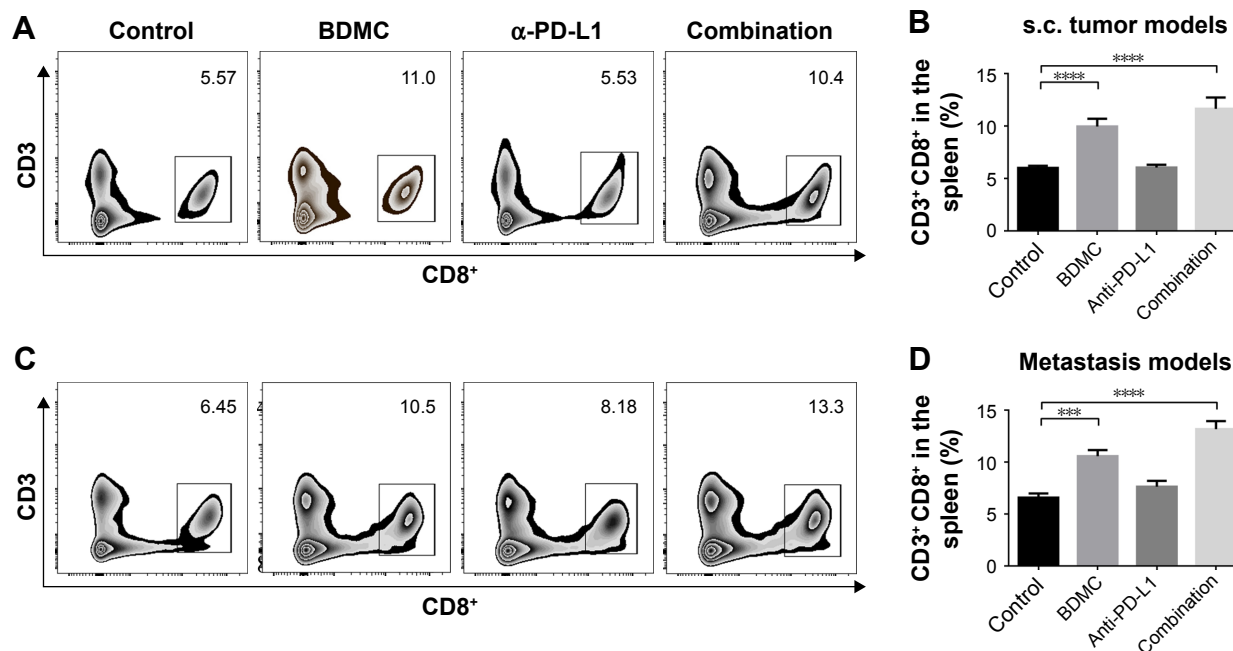 A
Control
BDMC
α-PD-L1
Combination
5.57
11.0
5.53
10.4
CD3
CD8⁺
B
s.c. tumor models
****
****
CD3⁺ CD8⁺ in the
spleen (%)
15
10
5
0
Control
BDMC
Anti-PD-L1
Combination
C
6.45
10.5
8.18
13.3
CD3
CD8⁺
D
Metastasis models
****
***
CD3⁺ CD8⁺ in the
spleen (%)
15
10
5
0
Control
BDMC
Anti-PD-L1
Combination